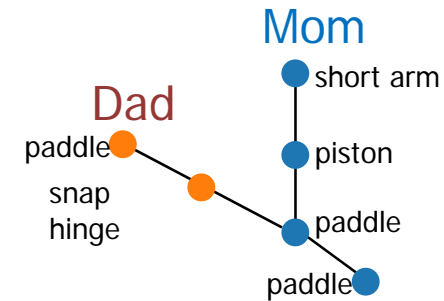 Mom
short arm
Dad
paddle
piston
snap
hinge
paddle
paddle